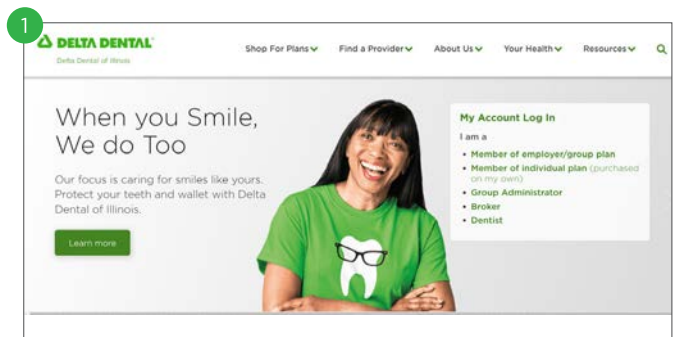 1
DELTA DENTAL
Delta Dental of Illinois
Shop For Plans Find a Provider About Us Your Health Resources
When you Smile,
We do Too
Our focus is caring for smiles like yours.
Protect your teeth and wallet with Delta
Dental of Illinois.
Learn more
My Account Log In
I am a
• Member of employer/group plan
• Member of individual plan (purchased
on my own)
• Group Administrator
• Broker
• Dentist